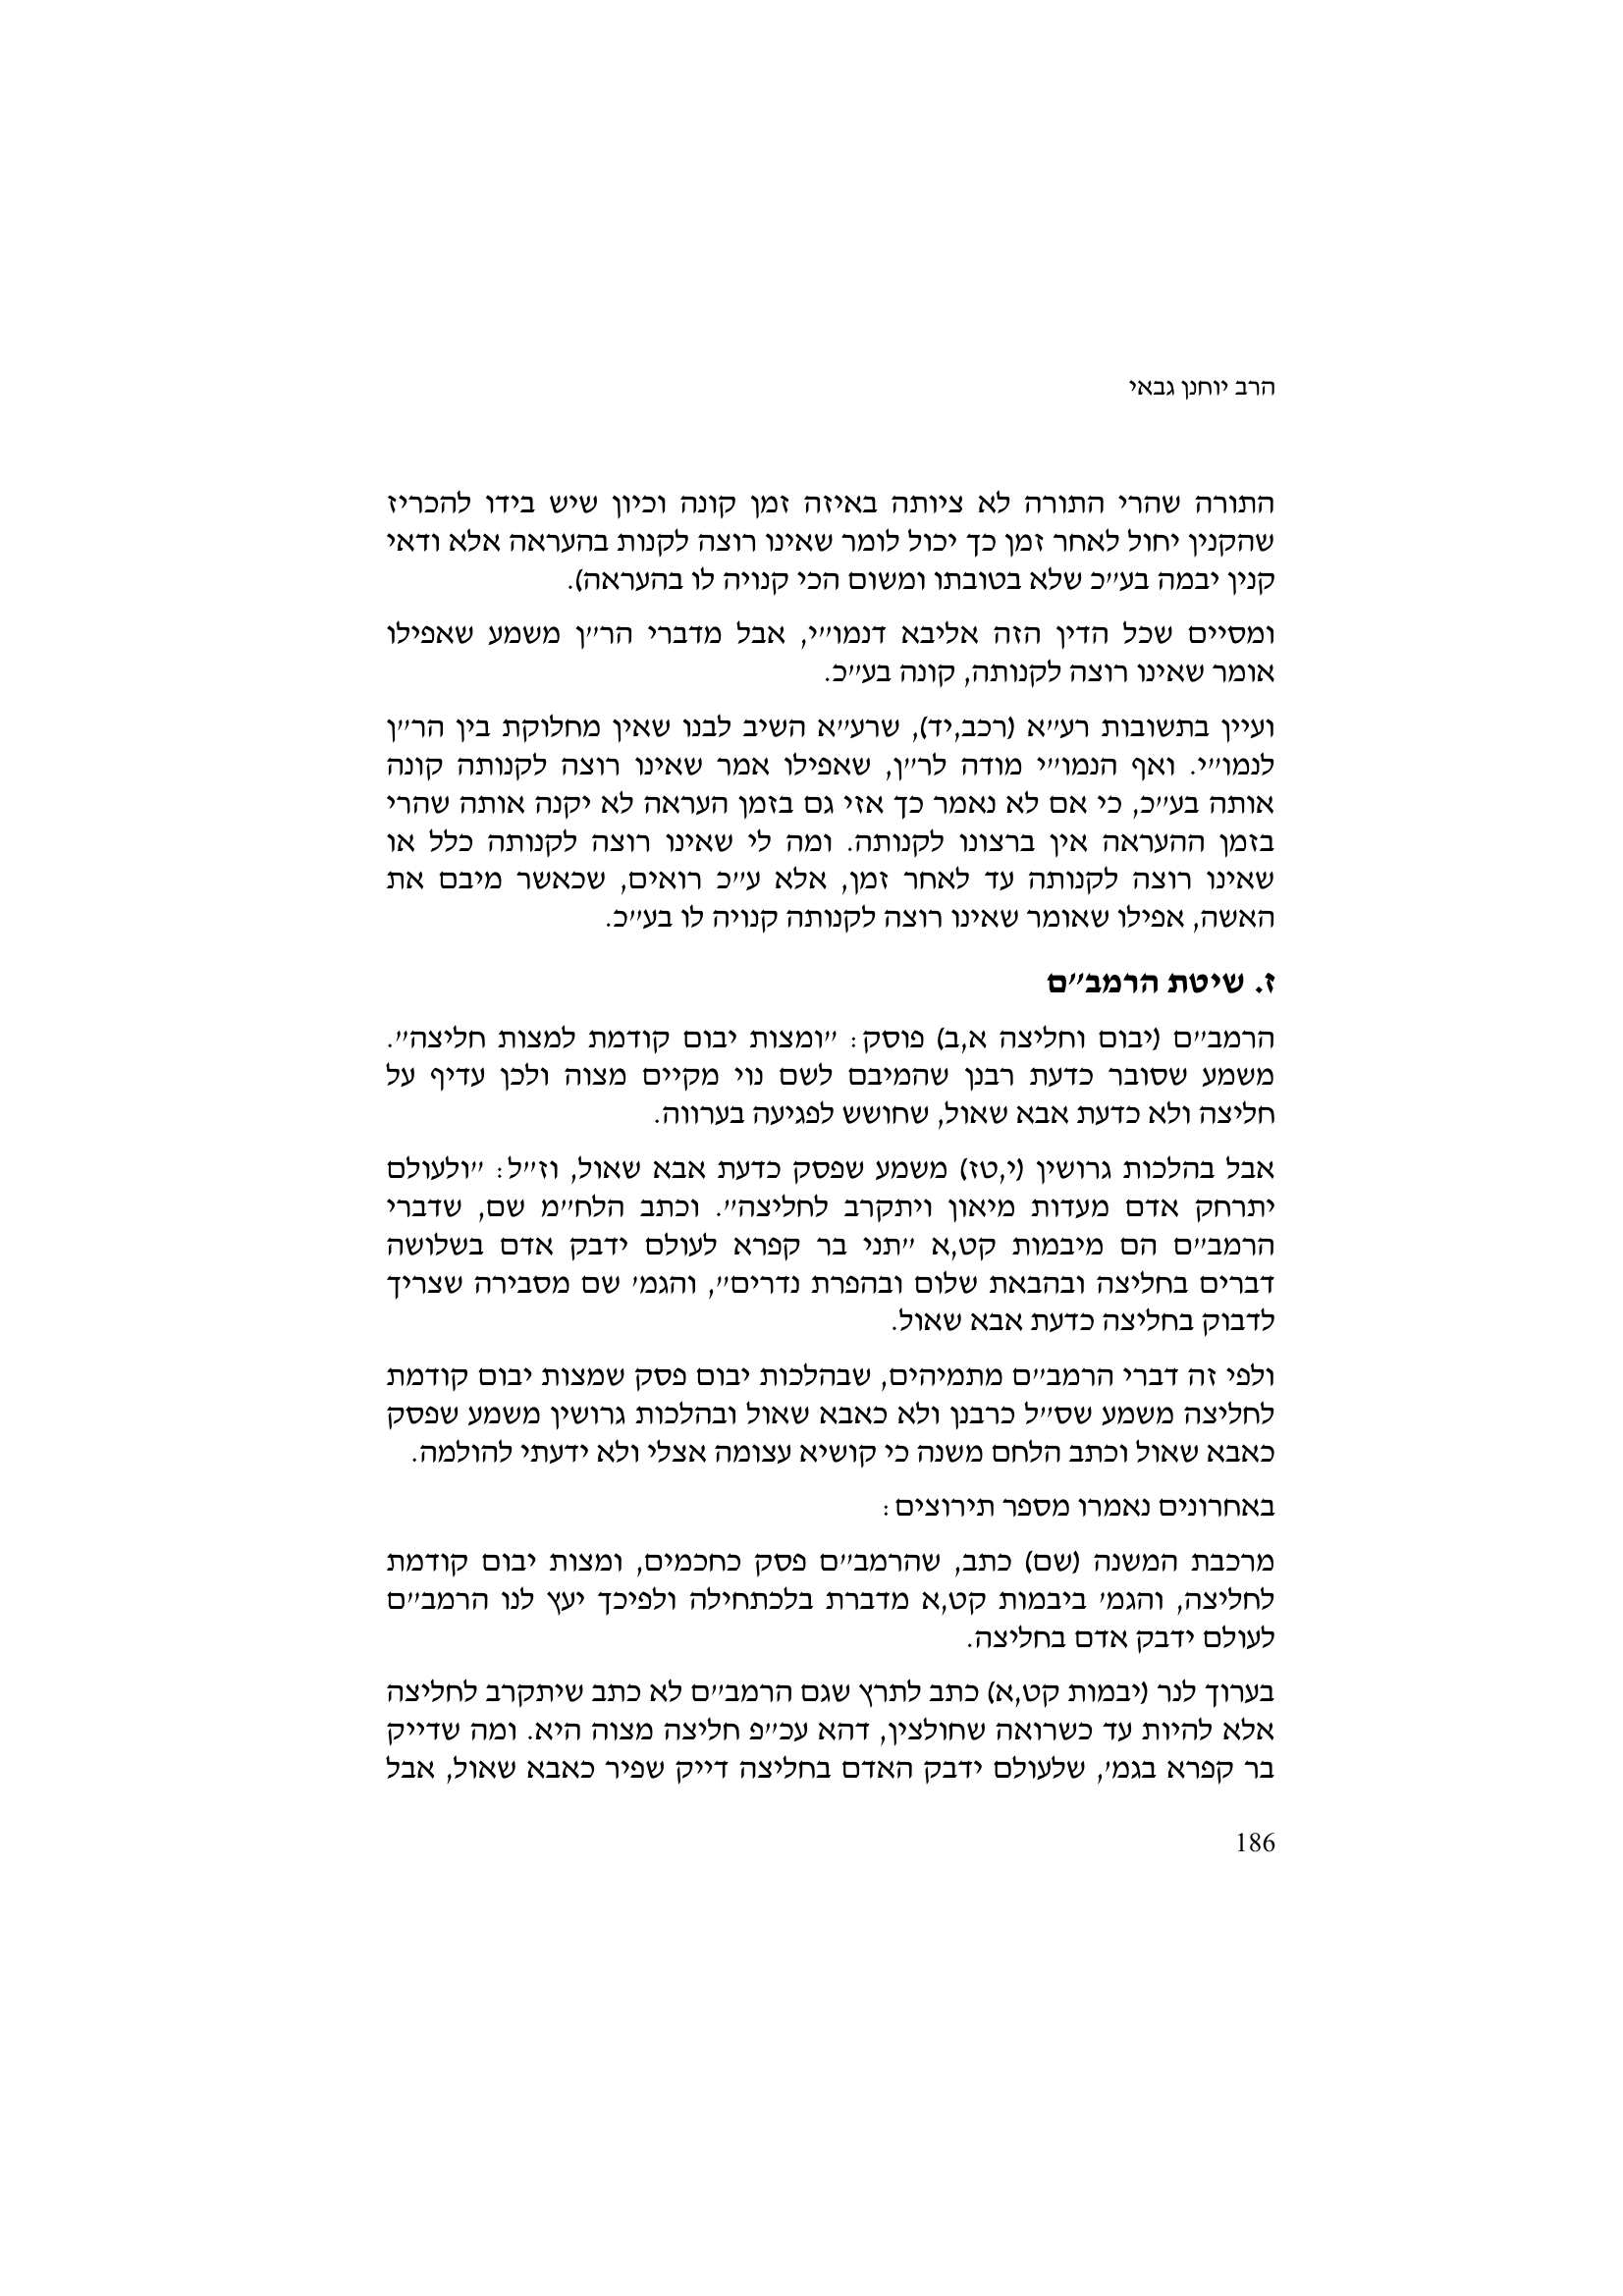 הרב יוחנן גבאי
התורה שהרי התורה לא ציותה באיזה זמן קונה וכיון שיש בידו להכריז
שהקנין יחול לאחר זמן כך יכול לומר שאינו רוצה לקנות בהעראה אלא ודאי
קנין יבמה בע״כ שלא בטובתו ומשום הכי קנויה לו בהעראה).
ומסיים שכל הדין הזה אליבא דנמו״י, אבל מדברי הר״ן משמע שאפילו
אומר שאינו רוצה לקנותה, קונה בע״כ.
ועיין בתשובות רע״א (רכב,יד), שרע״א השיב לבנו שאין מחלוקת בין הר״ן
לנמו״י. ואף הנמו״י מודה לר״ן, שאפילו אמר שאינו רוצה לקנותה קונה
אותה בע״כ, כי אם לא נאמר כך אזי גם בזמן העראה לא יקנה אותה שהרי
בזמן ההעראה אין ברצונו לקנותה. ומה לי שאינו רוצה לקנותה כלל או
שאינו רוצה לקנותה עד לאחר זמן, אלא ע״כ רואים, שכאשר מיבם את
האשה, אפילו שאומר שאינו רוצה לקנותה קנויה לו בע״כ.
ז. שיטת הרמב״ם
הרמב״ם (יבום וחליצה א,ב) פוסק: ״ומצות יבום קודמת למצות חליצה״.
משמע שסובר כדעת רבנן שהמיבם לשם נוי מקיים מצוה ולכן עדיף על
חליצה ולא כדעת אבא שאול, שחושש לפגיעה בערווה.
אבל בהלכות גרושין (י,טז) משמע שפסק כדעת אבא שאול, וז״ל: ״ולעולם
יתרחק אדם מעדות מיאון ויתקרב לחליצה״. וכתב הלח״מ שם, שדברי
הרמב״ם הם מיבמות קט,א ״תני בר קפרא לעולם ידבק אדם בשלושה
דברים בחליצה ובהבאת שלום ובהפרת נדרים״, והגמ׳ שם מסבירה שצריך
לדבוק בחליצה כדעת אבא שאול.
ולפי זה דברי הרמב״ם מתמיהים, שבהלכות יבום פסק שמצות יבום קודמת
לחליצה משמע שס״ל כרבנן ולא כאבא שאול ובהלכות גרושין משמע שפסק
כאבא שאול וכתב הלחם משנה כי קושיא עצומה אצלי ולא ידעתי להולמה.
באחרונים נאמרו מספר תירוצים:
מרכבת המשנה (שם) כתב, שהרמב״ם פסק כחכמים, ומצות יבום קודמת
לחליצה, והגמ׳ ביבמות קט,א מדברת בלכתחילה ולפיכך יעץ לנו הרמב״ם
לעולם ידבק אדם בחליצה.
בערוך לנר (יבמות קט,א) כתב לתרץ שגם הרמב״ם לא כתב שיתקרב לחליצה
אלא להיות עד כשרואה שחולצין, דהא עכ״פ חליצה מצוה היא. ומה שדייק
בר קפרא בגמ׳, שלעולם ידבק האדם בחליצה דייק שפיר כאבא שאול, אבל
186